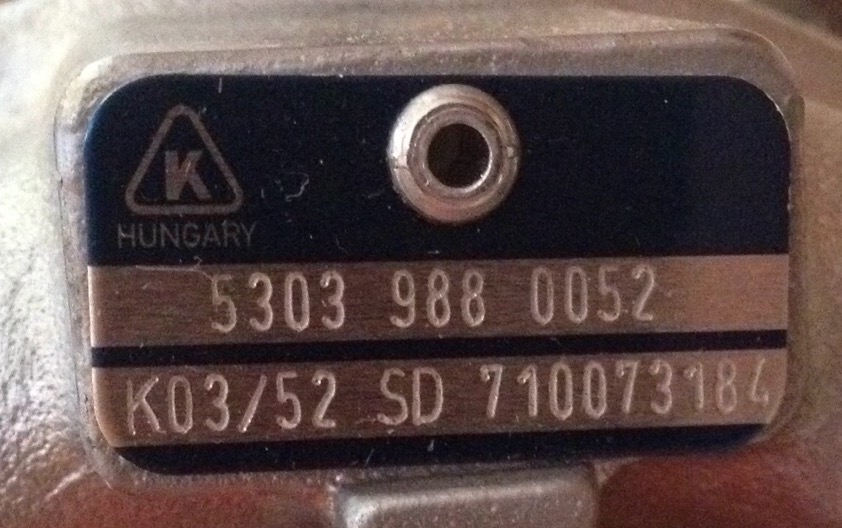 K
HUNGARY
5303 988 0052
K03/52 SD 710073184